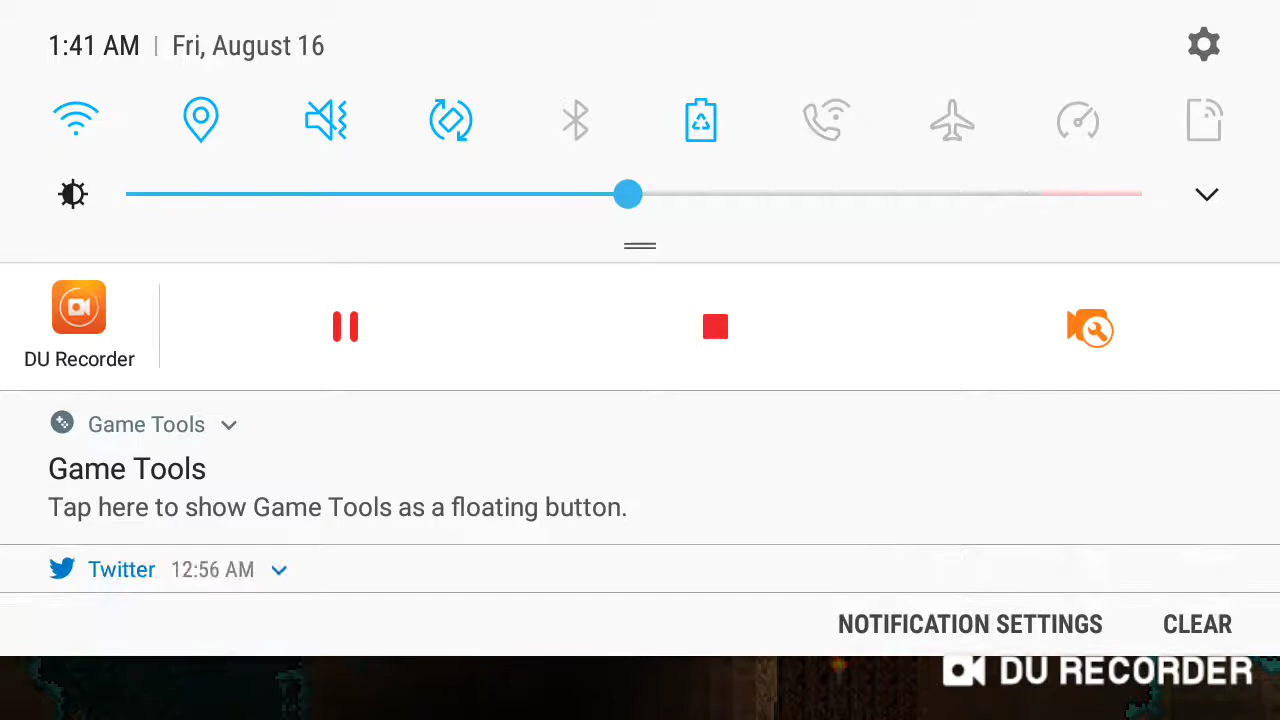 1:41 AM | Fri, August 16
DU Recorder
Game Tools
Game Tools
Tap here to show Game Tools as a floating button.
Twitter 12:56 AM
NOTIFICATION SETTINGS CLEAR
DU RECORDER